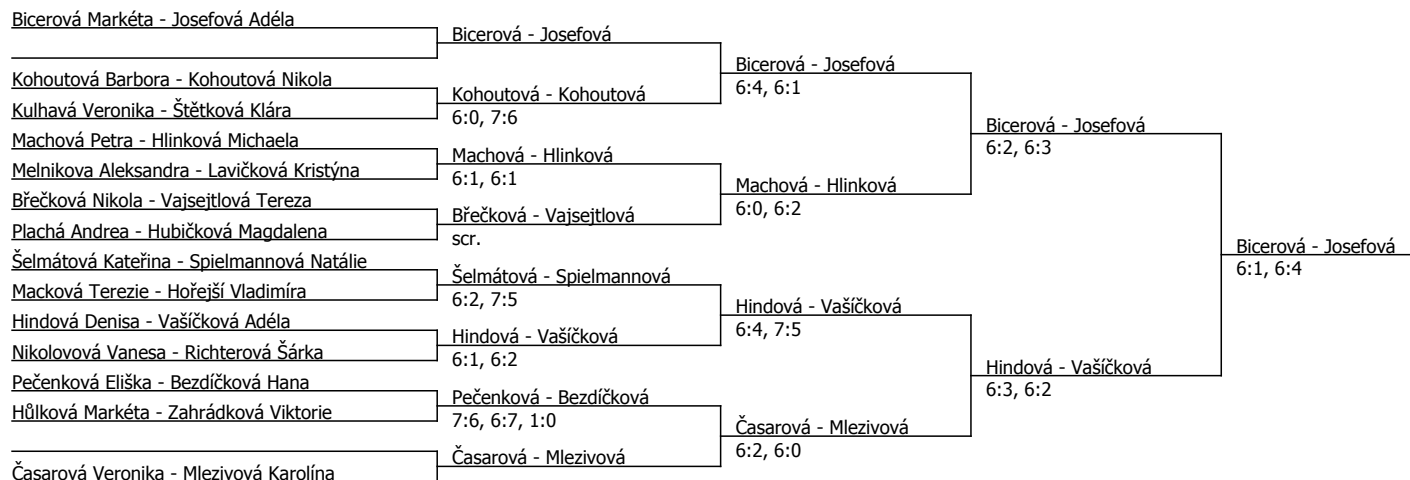 Bicerová Markéta - Josefová Adéla
Kohoutová Barbora - Kohoutová Nikola
Kulhavá Veronika - Štětková Klára
Machová Petra - Hlinková Michaela
Melnikova Aleksandra - Lavičková Kristýna
Břečková Nikola - Vajsejtlová Tereza
Plachá Andrea - Hubičková Magdalena
Šelmátová Kateřina - Spielmannová Natálie
Macková Terezie - Hořejší Vladimíra
Hindová Denisa - Vašíčková Adéla
Nikolovová Vanesa - Richterová Šárka
Pečenková Eliška - Bezdíčková Hana
Hůlková Markéta - Zahrádková Viktorie
Časarová Veronika - Mlezivová Karolína
Bicerová - Josefová
Kohoutová - Kohoutová
6:0, 7:6
Machová - Hlinková
6:1, 6:1
Břečková - Vajsejtlová
scr.
Šelmátová - Spielmannová
6:2, 7:5
Hindová - Vašíčková
6:1, 6:2
Pečenková - Bezdíčková
7:6, 6:7, 1:0
Časarová - Mlezivová
Bicerová - Josefová
6:4, 6:1
Machová - Hlinková
6:0, 6:2
Hindová - Vašíčková
6:4, 7:5
Časarová - Mlezivová
6:2, 6:0
Bicerová - Josefová
6:2, 6:3
Hindová - Vašíčková
6:3, 6:2
Bicerová - Josefová
6:1, 6:4